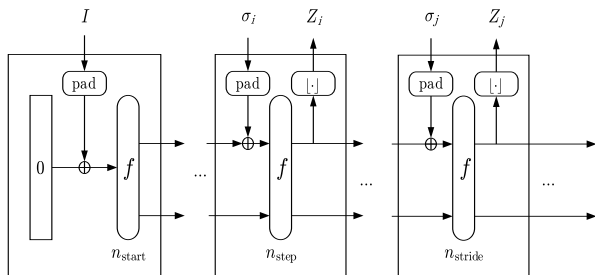 I σ_i Z_i σ_j Z_j
pad pad ⌊·⌋ pad ⌊·⌋
0 f ... f ... f ...
n_start n_step n_stride